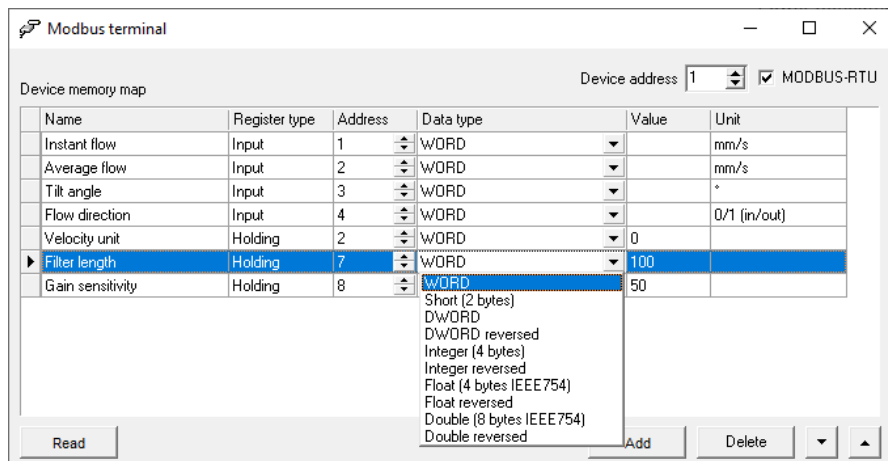 Modbus terminal
Device address 1 MODBUS-RTU
Device memory map
Name Register type Address Data type Value Unit
Instant flow Input 1 WORD mm/s
Average flow Input 2 WORD mm/s
Tilt angle Input 3 WORD °
Flow direction Input 4 WORD 0/1 (in/out)
Velocity unit Holding 2 WORD 0
Filter length Holding 7 WORD 100
Gain sensitivity Holding 8 50
WORD
Short (2 bytes)
DWORD
DWORD reversed
Integer (4 bytes)
Integer reversed
Float (4 bytes IEEE754)
Float reversed
Double (8 bytes IEEE754)
Double reversed
Read Add Delete